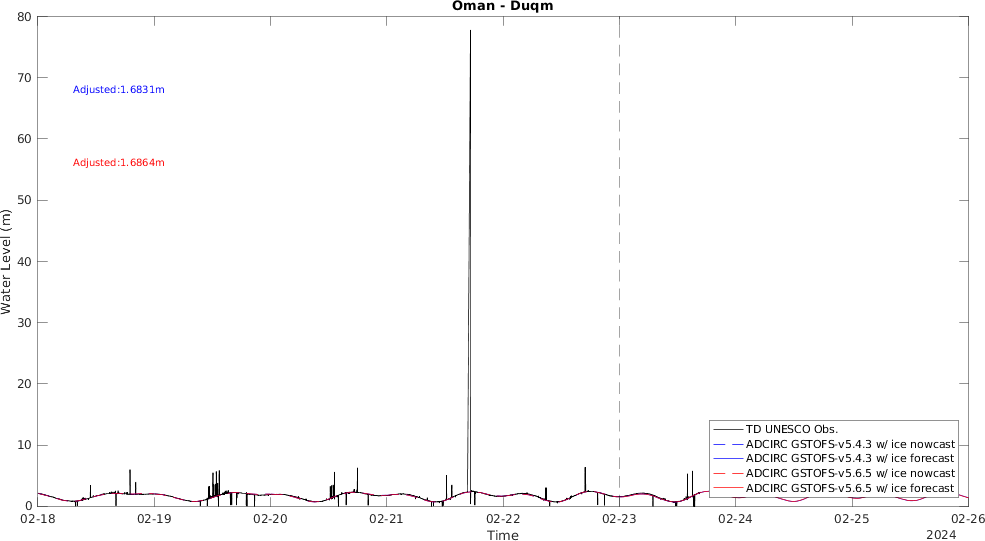 Oman - Duqm
80
70
60
50
40
30
20
10
0
Water Level (m)
Adjusted:1.6831m
Adjusted:1.6864m
TD UNESCO Obs.
ADCIRC GSTOFS-v5.4.3 w/ ice nowcast
ADCIRC GSTOFS-v5.4.3 w/ ice forecast
ADCIRC GSTOFS-v5.6.5 w/ ice nowcast
ADCIRC GSTOFS-v5.6.5 w/ ice forecast
02-18 02-19 02-20 02-21 02-22 02-23 02-24 02-25 02-26
Time
2024